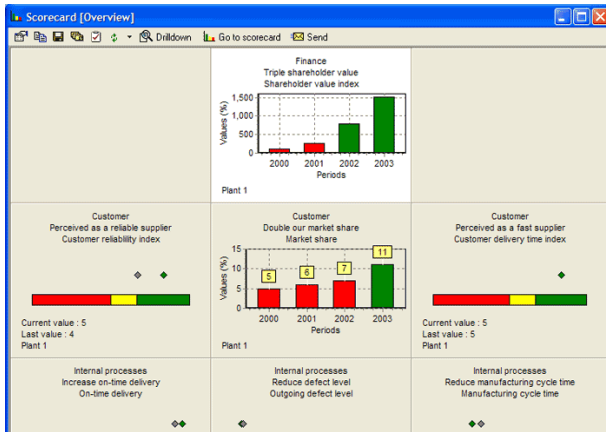 Scorecard [Overview]
Drilldown Go to scorecard Send
Finance
Triple shareholder value
Shareholder value index
Values (%)
1,500
1,000
500
0
2000 2001 2002 2003
Periods
Plant 1
Customer
Perceived as a reliable supplier
Customer reliability index
Current value : 5
Last value : 4
Plant 1
Customer
Double our market share
Market share
Values (%)
15
10
5
0
5 6 7 11
2000 2001 2002 2003
Periods
Plant 1
Customer
Perceived as a fast supplier
Customer delivery time index
Current value : 5
Last value : 5
Plant 1
Internal processes
Increase on-time delivery
On-time delivery
Internal processes
Reduce defect level
Outgoing defect level
Internal processes
Reduce manufacturing cycle time
Manufacturing cycle time